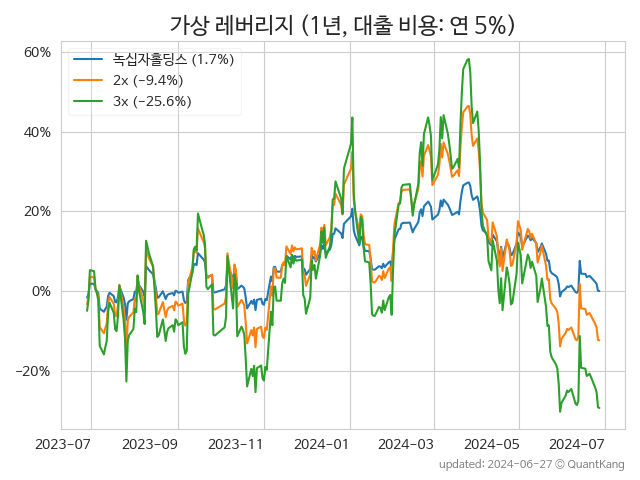 가상 레버리지 (1년, 대출 비용: 연 5%)
60%
40%
20%
0%
−20%
녹십자홀딩스 (1.7%)
2x (−9.4%)
3x (−25.6%)
2023-07 2023-09 2023-11 2024-01 2024-03 2024-05 2024-07
updated: 2024-06-27 © QuantKang